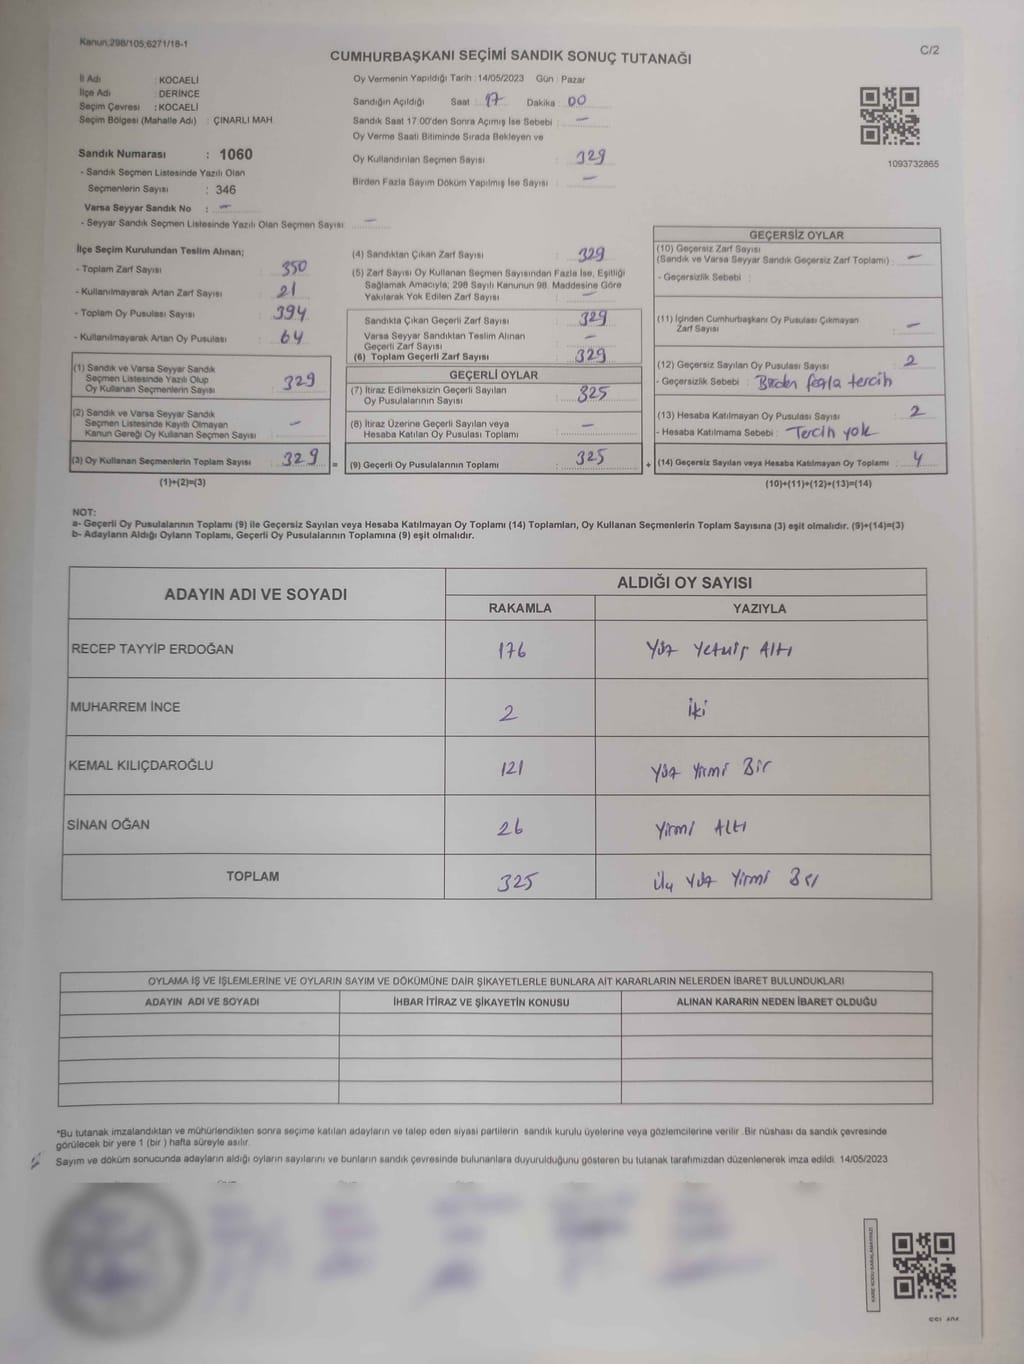 Kanun;298/105;6271/18-1
CUMHURBAŞKANI SEÇİMİ SANDIK SONUÇ TUTANAĞI
C/2
İl Adı : KOCAELİ
İlçe Adı : DERİNCE
Seçim Çevresi : KOCAELİ
Seçim Bölgesi (Mahalle Adı) : ÇINARLI MAH.
Sandık Numarası : 1060
- Sandık Seçmen Listesinde Yazılı Olan
Seçmenlerin Sayısı : 346
Varsa Seyyar Sandık No : –
- Seyyar Sandık Seçmen Listesinde Yazılı Olan Seçmen Sayısı: –
Oy Vermenin Yapıldığı Tarih : 14/05/2023 Gün : Pazar
Sandığın Açıldığı Saat : 17 Dakika : 00
Sandık Saat 17:00'den Sonra Açımış İse Sebebi : –
Oy Verme Saati Bitiminde Sırada Bekleyen ve
Oy Kullandırılan Seçmen Sayısı : 329
Birden Fazla Sayım Döküm Yapılmış İse Sayısı : –
1093732865
İlçe Seçim Kurulundan Teslim Alınan;
- Toplam Zarf Sayısı : 350
- Kullanılmayarak Artan Zarf Sayısı : 21
- Toplam Oy Pusulası Sayısı : 394
- Kullanılmayarak Artan Oy Pusulası : 64
(1) Sandık ve Varsa Seyyar Sandık
Seçmen Listesinde Yazılı Olup
Oy Kullanan Seçmenlerin Sayısı : 329
(2) Sandık ve Varsa Seyyar Sandık
Seçmen Listesinde Kayıtlı Olmayan
Kanun Gereği Oy Kullanan Seçmen Sayısı : –
(3) Oy Kullanan Seçmenlerin Toplam Sayısı : 329
(1)+(2)=(3)
(4) Sandıktan Çıkan Zarf Sayısı : 329
(5) Zarf Sayısı Oy Kullanan Seçmen Sayısından Fazla İse, Eşitliği
Sağlamak Amacıyla; 298 Sayılı Kanunun 98. Maddesine Göre
Yakılarak Yok Edilen Zarf Sayısı : –
Sandıkta Çıkan Geçerli Zarf Sayısı : 329
Varsa Seyyar Sandıktan Teslim Alınan
Geçerli Zarf Sayısı : –
(6) Toplam Geçerli Zarf Sayısı : 329
GEÇERLİ OYLAR
(7) İtiraz Edilmeksizin Geçerli Sayılan
Oy Pusulalarının Sayısı : 325
(8) İtiraz Üzerine Geçerli Sayılan veya
Hesaba Katılan Oy Pusulası Toplamı : –
= (9) Geçerli Oy Pusulalarının Toplamı : 325
GEÇERSİZ OYLAR
(10) Geçersiz Zarf Sayısı
(Sandık ve Varsa Seyyar Sandık Geçersiz Zarf Toplamı) : –
- Geçersizlik Sebebi :
(11) İçinden Cumhurbaşkanı Oy Pusulası Çıkmayan
Zarf Sayısı : –
(12) Geçersiz Sayılan Oy Pusulası Sayısı : 2
- Geçersizlik Sebebi : Birden fazla tercih
(13) Hesaba Katılmayan Oy Pusulası Sayısı : 2
- Hesaba Katılmama Sebebi : Tercih yok
+ (14) Geçersiz Sayılan veya Hesaba Katılmayan Oy Toplamı : 4
(10)+(11)+(12)+(13)=(14)
NOT:
a- Geçerli Oy Pusulalarının Toplamı (9) ile Geçersiz Sayılan veya Hesaba Katılmayan Oy Toplamı (14) Toplamları, Oy Kullanan Seçmenlerin Toplam Sayısına (3) eşit olmalıdır. (9)+(14)=(3)
b- Adayların Aldığı Oyların Toplamı, Geçerli Oy Pusulalarının Toplamına (9) eşit olmalıdır.
ADAYIN ADI VE SOYADI
ALDIĞI OY SAYISI
RAKAMLA YAZIYLA
RECEP TAYYİP ERDOĞAN 176 Yüz Yetmiş Altı
MUHARREM İNCE 2 İki
KEMAL KILIÇDAROĞLU 121 Yüz Yirmi Bir
SİNAN OĞAN 26 Yirmi Altı
TOPLAM 325 Üç Yüz Yirmi Beş
OYLAMA İŞ VE İŞLEMLERİNE VE OYLARIN SAYIM VE DÖKÜMÜNE DAİR ŞİKAYETLERLE BUNLARA AİT KARARLARIN NELERDEN İBARET BULUNDUKLARI
ADAYIN ADI VE SOYADI İHBAR İTİRAZ VE ŞİKAYETİN KONUSU ALINAN KARARIN NEDEN İBARET OLDUĞU
*Bu tutanak imzalandıktan ve mühürlendikten sonra seçime katılan adayların ve talep eden siyasi partilerin sandık kurulu üyelerine veya gözlemcilerine verilir .Bir nüshası da sandık çevresinde
görülecek bir yere 1 (bir ) hafta süreyle asılır.
Sayım ve döküm sonucunda adayların aldığı oyların sayılarını ve bunların sandık çevresinde bulunanlara duyurulduğunu gösteren bu tutanak tarafımızdan düzenlenerek imza edildi. 14/05/2023